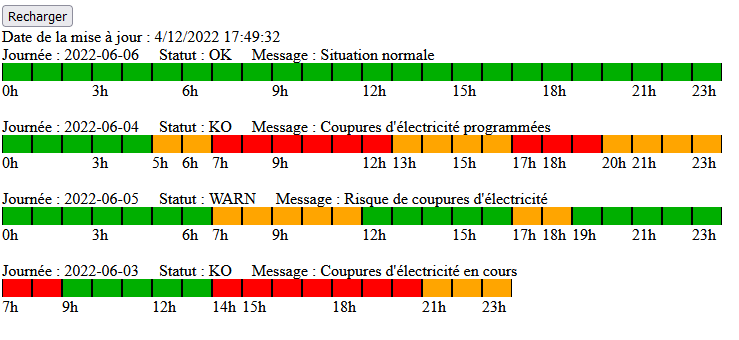 Recharger
Date de la mise à jour : 4/12/2022 17:49:32
Journée : 2022-06-06 Statut : OK Message : Situation normale
0h 3h 6h 9h 12h 15h 18h 21h 23h
Journée : 2022-06-04 Statut : KO Message : Coupures d'électricité programmées
0h 3h 5h 6h 7h 9h 12h 13h 15h 17h 18h 20h 21h 23h
Journée : 2022-06-05 Statut : WARN Message : Risque de coupures d'électricité
0h 3h 6h 7h 9h 12h 15h 17h 18h 19h 21h 23h
Journée : 2022-06-03 Statut : KO Message : Coupures d'électricité en cours
7h 9h 12h 14h 15h 18h 21h 23h